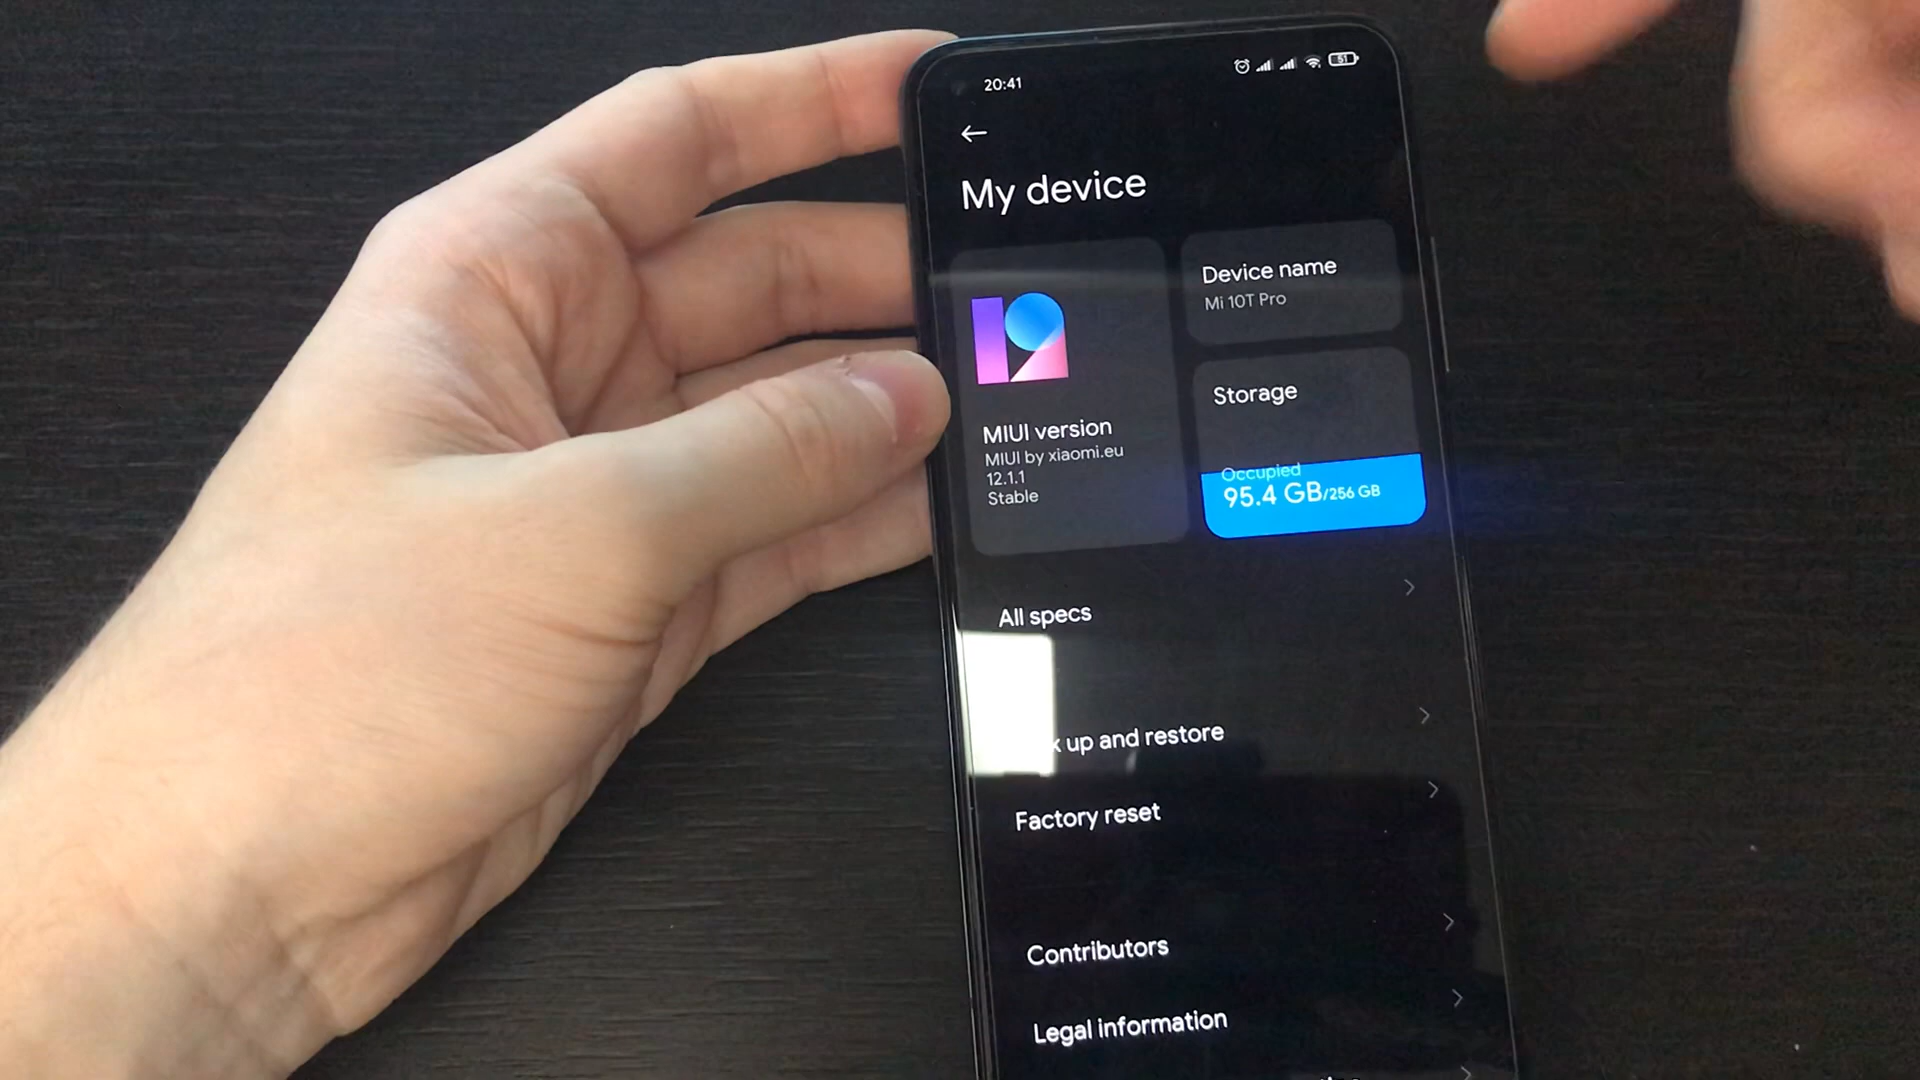 20:41
51
My device
Device name
Mi 10T Pro
MIUI version
MIUI by xiaomi.eu
12.1.1
Stable
Storage
Occupied
95.4 GB/256 GB
All specs
k up and restore
Factory reset
Contributors
Legal information